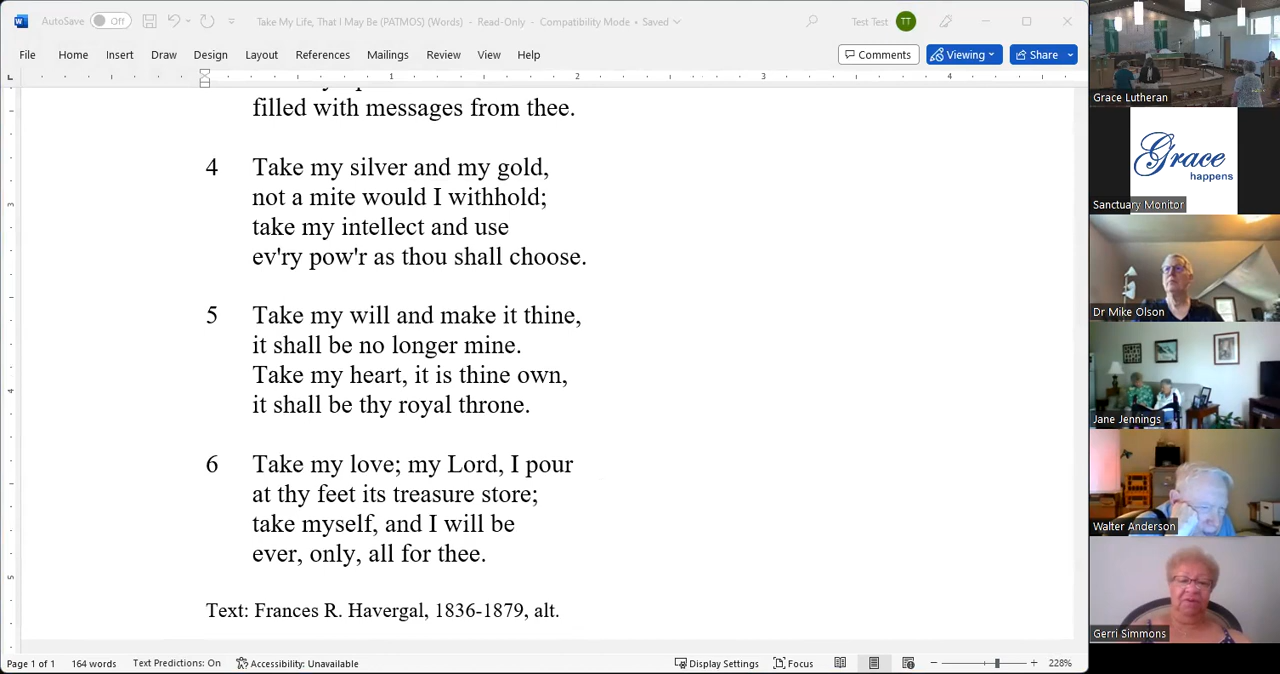 AutoSave
Off
Take My Life, That I May Be (PATMOS) (Words) - Read-Only - Compatibility Mode • Saved
Test Test
TT
File
Home
Insert
Draw
Design
Layout
References
Mailings
Review
View
Help
Comments
Viewing
Share
1
2
3
4
filled with messages from thee.
4 Take my silver and my gold,
not a mite would I withhold;
take my intellect and use
ev'ry pow'r as thou shall choose.
5 Take my will and make it thine,
it shall be no longer mine.
Take my heart, it is thine own,
it shall be thy royal throne.
6 Take my love; my Lord, I pour
at thy feet its treasure store;
take myself, and I will be
ever, only, all for thee.
Text: Frances R. Havergal, 1836-1879, alt.
3
4
5
Page 1 of 1
164 words
Text Predictions: On
Accessibility: Unavailable
Display Settings
Focus
228%
Grace Lutheran
Grace
happens
Sanctuary Monitor
Dr Mike Olson
Jane Jennings
Walter Anderson
Gerri Simmons